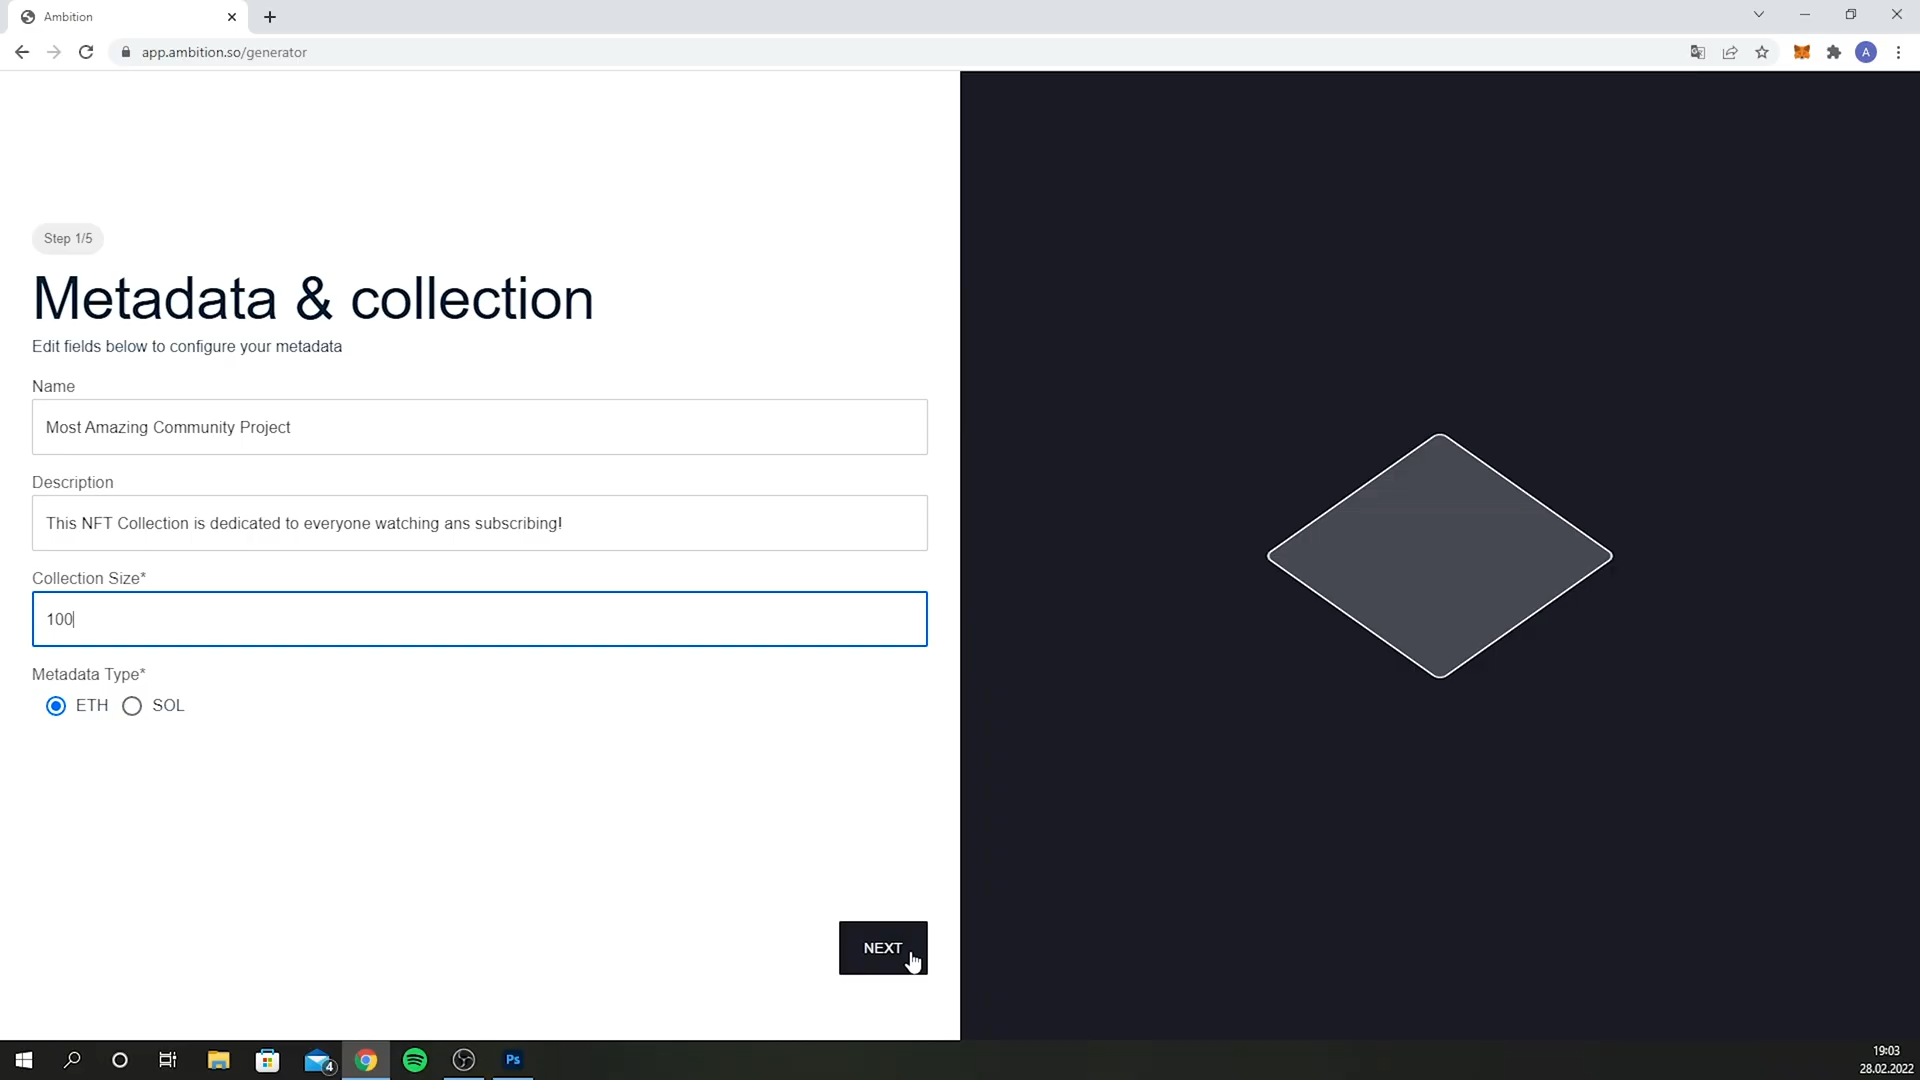 Ambition
app.ambition.so/generator
A
Step 1/5
Metadata & collection
Edit fields below to configure your metadata
Name
Most Amazing Community Project
Description
This NFT Collection is dedicated to everyone watching ans subscribing!
Collection Size*
100
Metadata Type*
ETH SOL
NEXT
4
Ps
19:03
28.02.2022